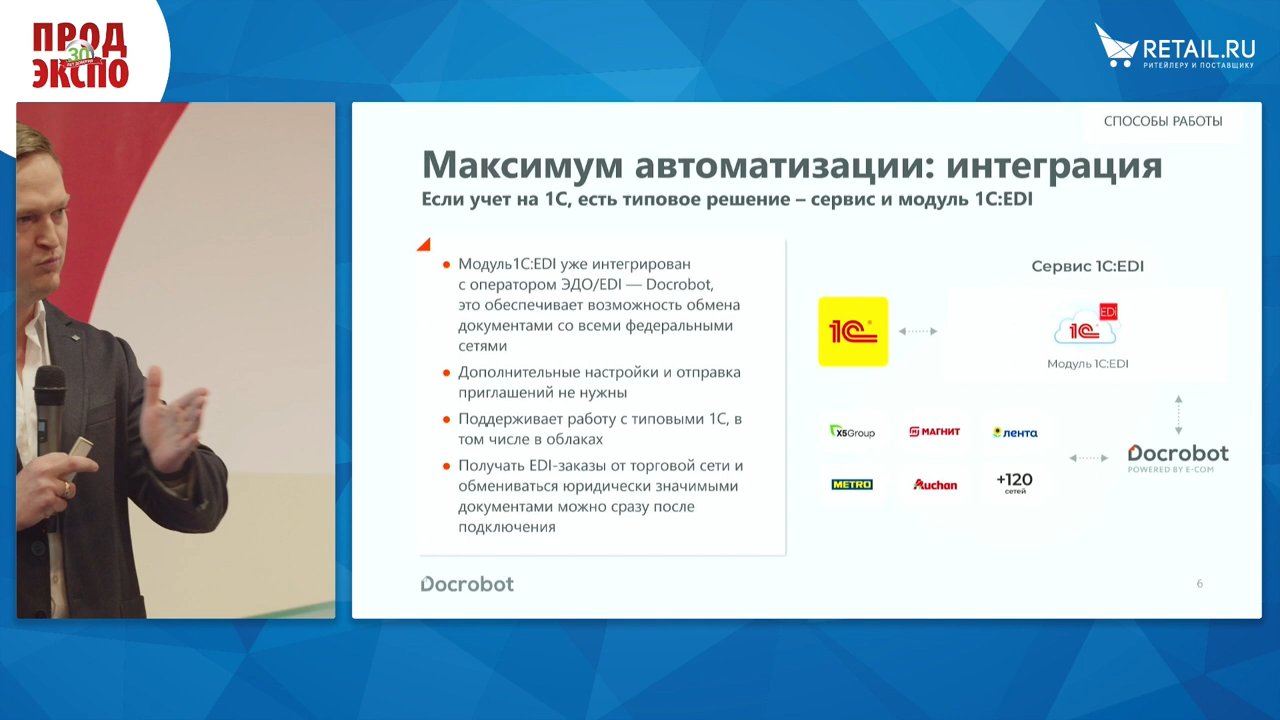 ПРОД
30
ЛЕТ ДОВЕРИЯ
ЭКСПО
RETAIL.RU
РИТЕЙЛЕРУ И ПОСТАВЩИКУ
СПОСОБЫ РАБОТЫ
Максимум автоматизации: интеграция
Если учет на 1С, есть типовое решение – сервис и модуль 1С:EDI
Модуль1С:EDI уже интегрирован
с оператором ЭДО/EDI — Docrobot,
это обеспечивает возможность обмена
документами со всеми федеральными
сетями
Дополнительные настройки и отправка
приглашений не нужны
Поддерживает работу с типовыми 1С, в
том числе в облаках
Получать EDI-заказы от торговой сети и
обмениваться юридически значимыми
документами можно сразу после
подключения
Сервис 1С:EDI
1С
EDI
1С
Модуль 1С:EDI
X5Group
МАГНИТ
лента
METRO
Auchan
+120
сетей
Docrobot
POWERED BY E-COM
Docrobot
6